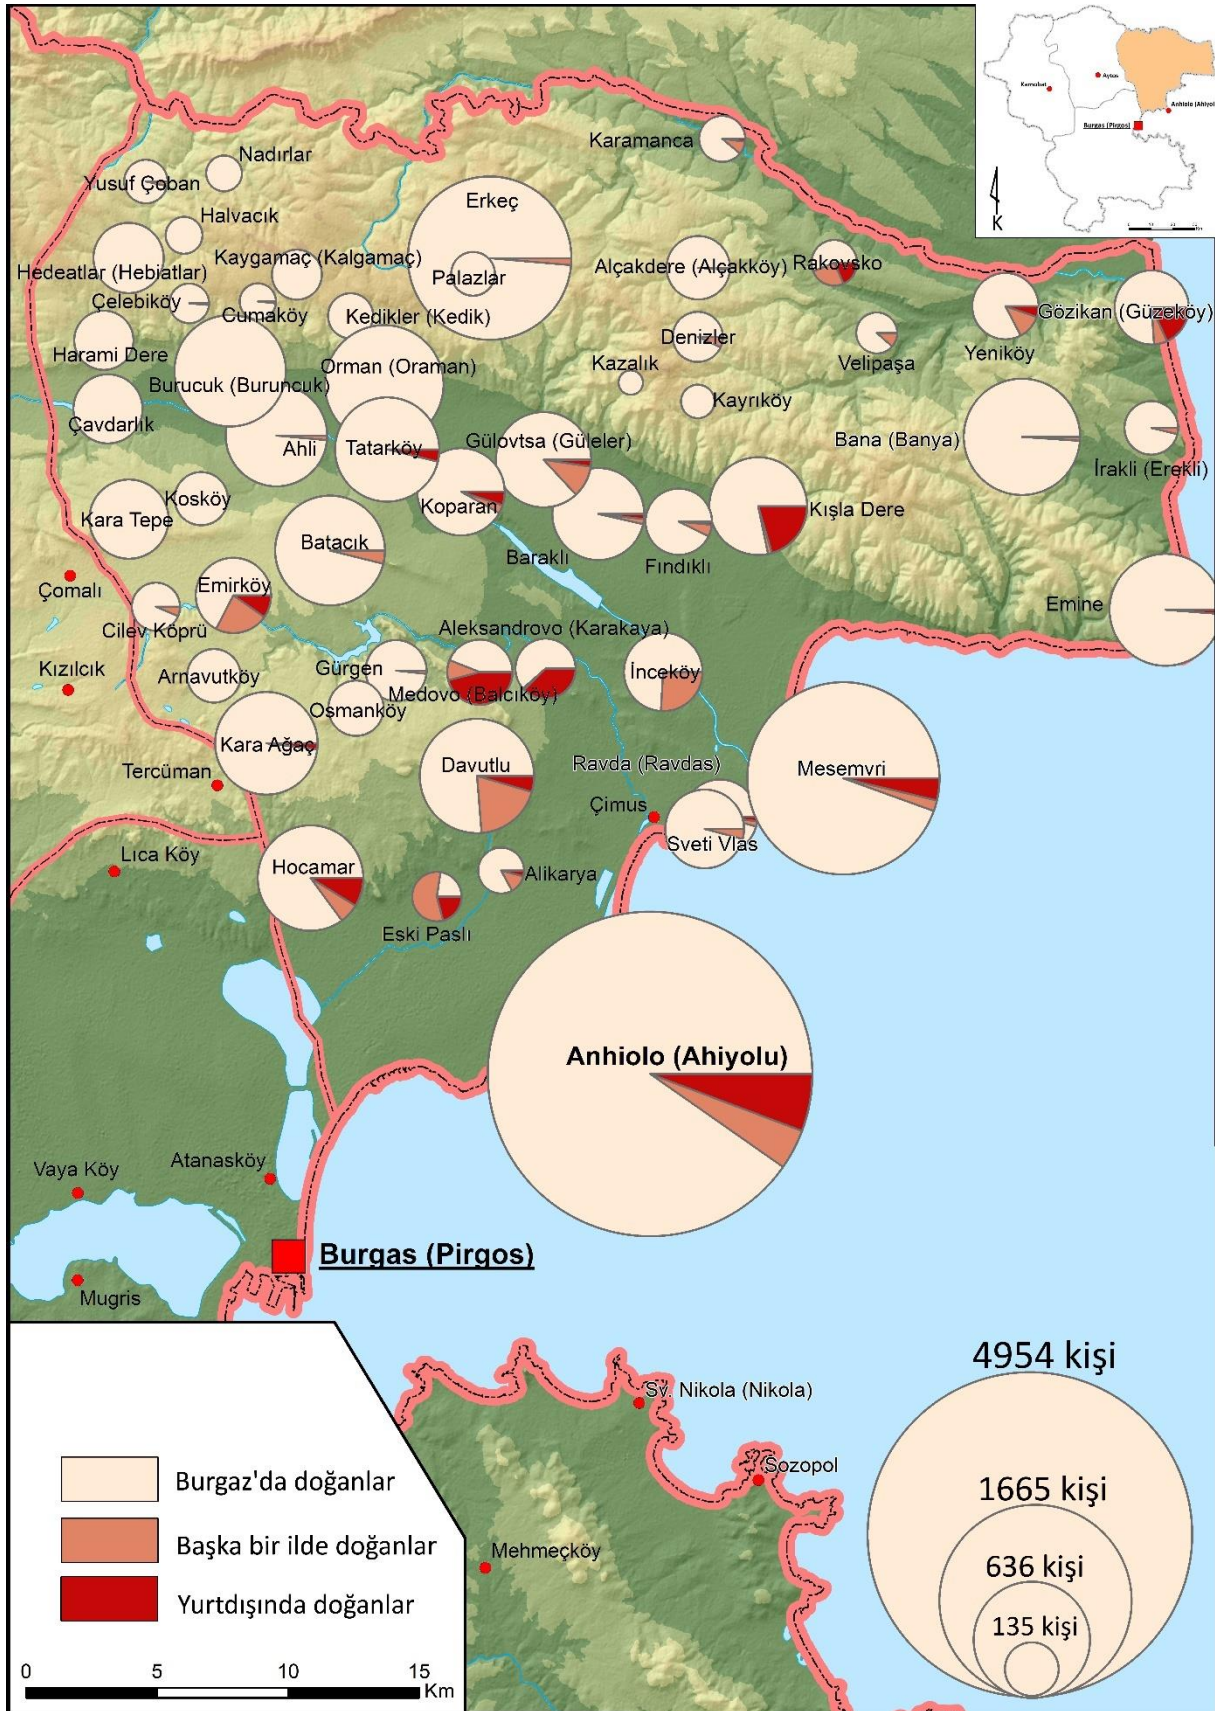 Karnobat
Aytos
Anhiolo (Ahiyol
Burgas (Pirgos)
K
Karamanca
Nadırlar
Yusuf Çoban
Erkeç
Halvacık
Kaygamaç (Kalgamaç)
Hedeatlar (Hebiatlar)
Palazlar
Alçakdere (Alçakköy)
Rakovsko
Çelebiköy
Cumaköy
Kedikler (Kedik)
Gözikan (Güzeköy)
Harami Dere
Denizler
Velipaşa
Yeniköy
Orman (Oraman)
Kazalık
Burucuk (Buruncuk)
Kayrıköy
Çavdarlık
Ahli
Tatarköy
Gülovtsa (Güleler)
Bana (Banya)
İrakli (Erekli)
Kosköy
Koparan
Kışla Dere
Kara Tepe
Batacık
Baraklı
Fındıklı
Çomalı
Emirköy
Emine
Cilev Köprü
Aleksandrovo (Karakaya)
Kızılcık
Arnavutköy
Gürgen
İnceköy
Medovo (Balcıköy)
Osmanköy
Kara Ağaç
Tercüman
Davutlu
Ravda (Ravdas)
Mesemvri
Çimus
Sveti Vlas
Lıca Köy
Hocamar
Alikarya
Eski Paslı
Anhiolo (Ahiyolu)
Vaya Köy
Atanasköy
Burgas (Pirgos)
Mugris
4954 kişi
Sv. Nikola (Nikola)
Sozopol
1665 kişi
Mehmeçköy
636 kişi
135 kişi
Burgaz'da doğanlar
Başka bir ilde doğanlar
Yurtdışında doğanlar
0 5 10 15
Km